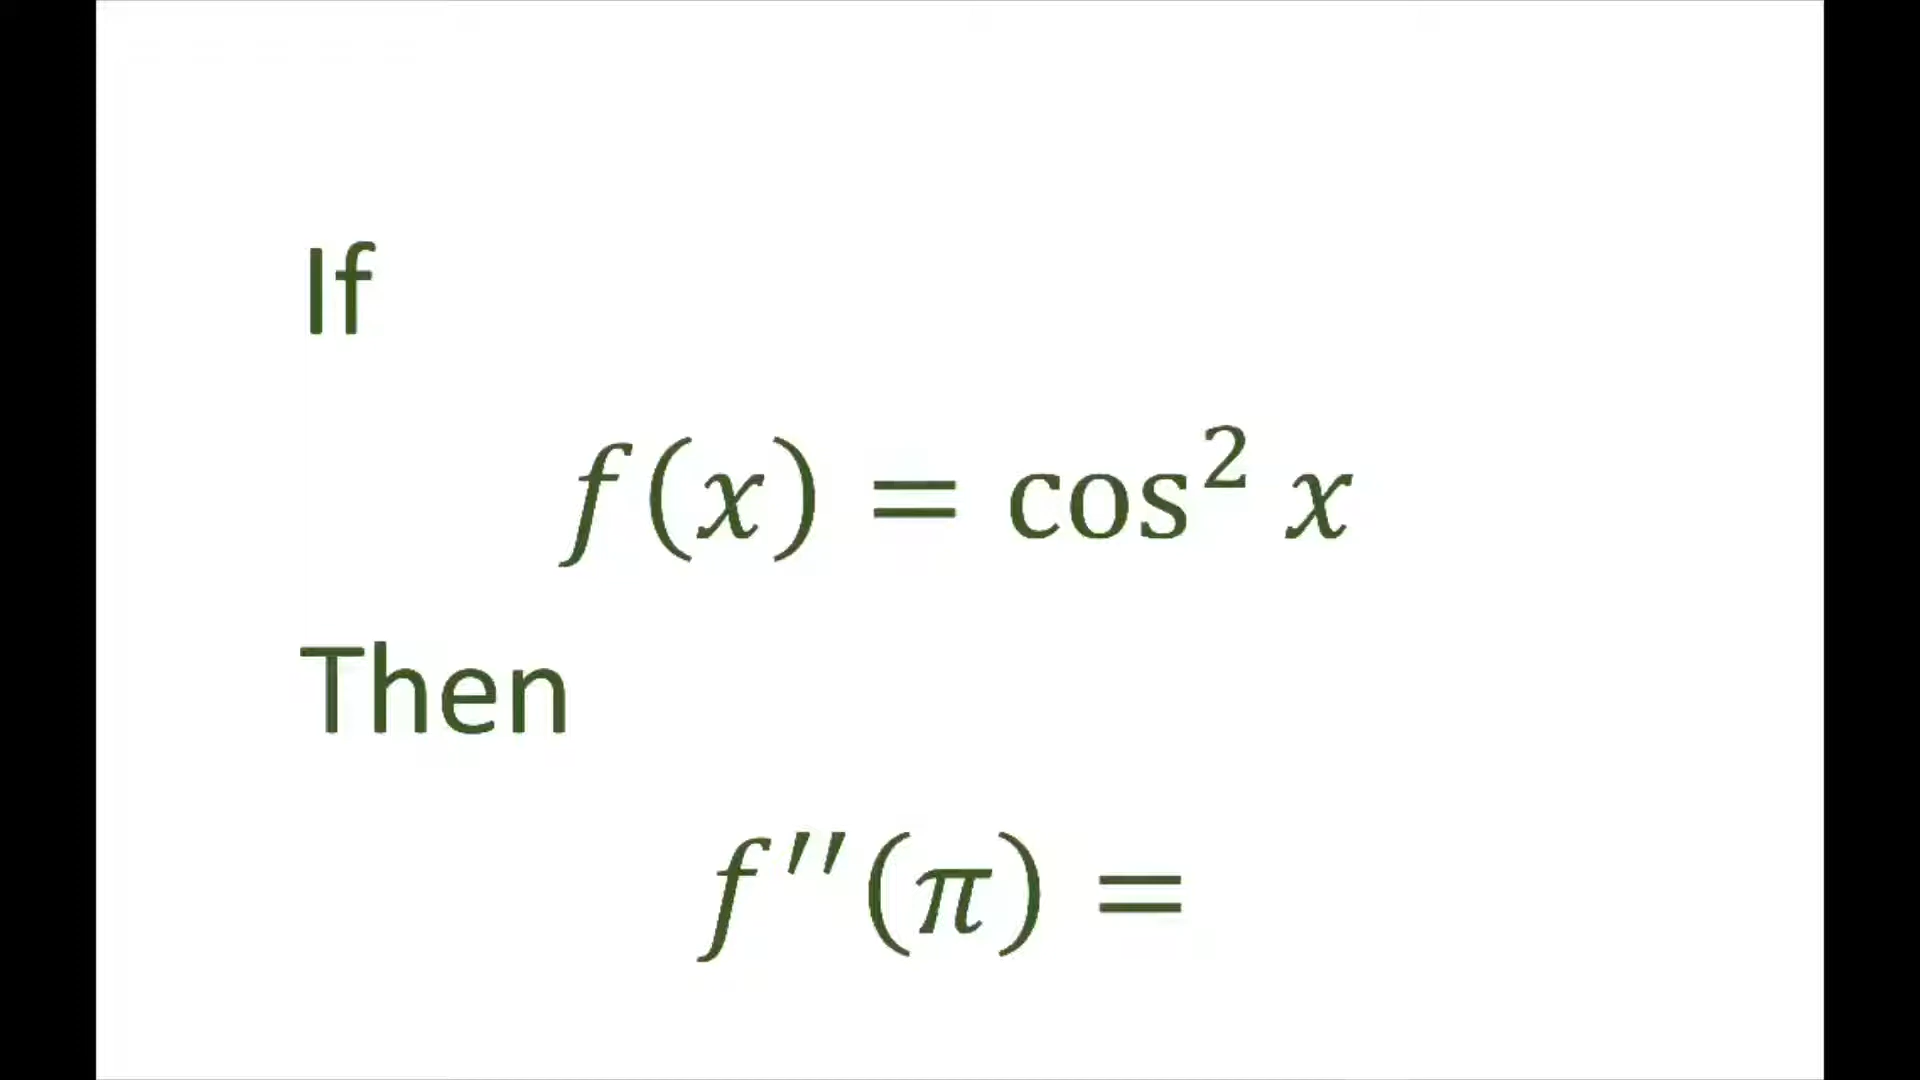 If
f(x) = cos² x
Then
f′′(π) =